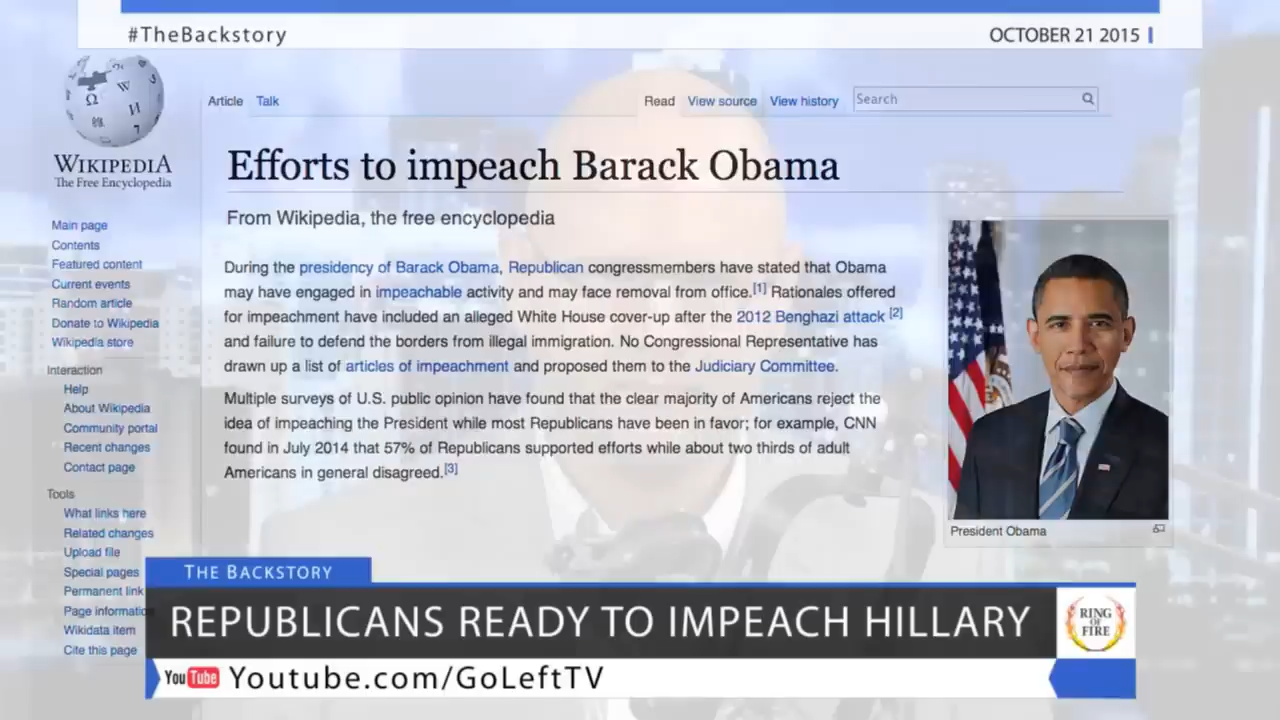 #TheBackstory
OCTOBER 21 2015
Article Talk
Read View source View history Search
WIKIPEDIA
The Free Encyclopedia
Efforts to impeach Barack Obama
From Wikipedia, the free encyclopedia
Main page
Contents
Featured content
Current events
Random article
Donate to Wikipedia
Wikipedia store
Interaction
Help
About Wikipedia
Community portal
Recent changes
Contact page
Tools
What links here
Related changes
Upload file
Special pages
Permanent link
Page informatio
Wikidata item
Cite this page
During the presidency of Barack Obama, Republican congressmembers have stated that Obama
may have engaged in impeachable activity and may face removal from office.[1] Rationales offered
for impeachment have included an alleged White House cover-up after the 2012 Benghazi attack [2]
and failure to defend the borders from illegal immigration. No Congressional Representative has
drawn up a list of articles of impeachment and proposed them to the Judiciary Committee.
Multiple surveys of U.S. public opinion have found that the clear majority of Americans reject the
idea of impeaching the President while most Republicans have been in favor; for example, CNN
found in July 2014 that 57% of Republicans supported efforts while about two thirds of adult
Americans in general disagreed.[3]
President Obama
THE BACKSTORY
REPUBLICANS READY TO IMPEACH HILLARY
RING
OF
FIRE
YouTube Youtube.com/GoLeftTV